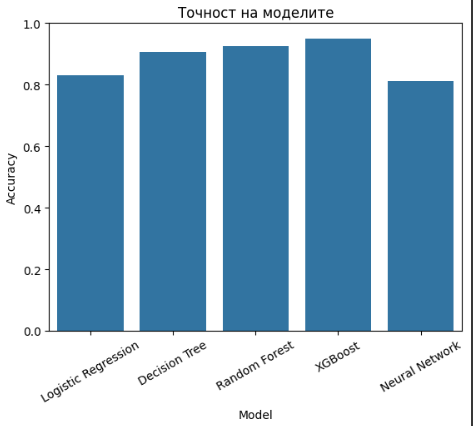 Точност на моделите
1.0
0.8
0.6
0.4
0.2
0.0
Accuracy
Logistic Regression
Decision Tree
Random Forest
XGBoost
Neural Network
Model